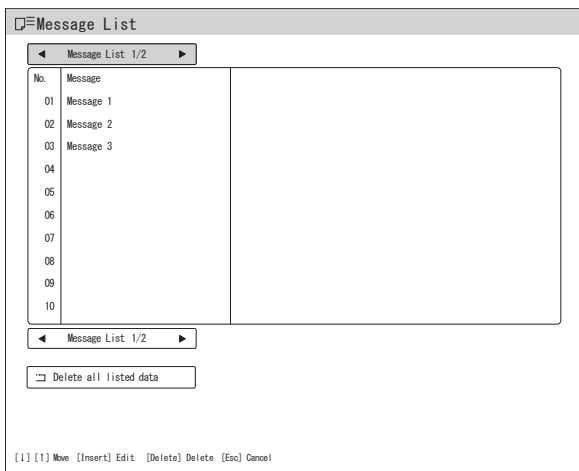 Message List
◀ Message List 1/2 ▶
No. Message
01 Message 1
02 Message 2
03 Message 3
04
05
06
07
08
09
10
◀ Message List 1/2 ▶
Delete all listed data
[↓] [↑] Move [Insert] Edit [Delete] Delete [Esc] Cancel